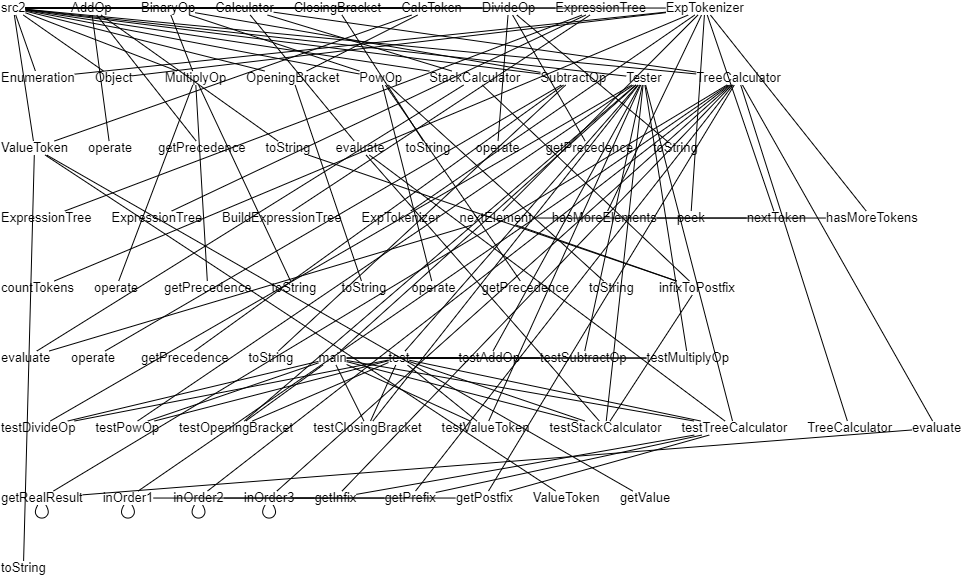 src2 AddOp BinaryOp Calculator ClosingBracket CalcToken DivideOp ExpressionTree ExpTokenizer
Enumeration Object MultiplyOp OpeningBracket PowOp StackCalculator SubtractOp Tester TreeCalculator
ValueToken operate getPrecedence toString evaluate toString operate getPrecedence toString
ExpressionTree ExpressionTree BuildExpressionTree ExpTokenizer nextElement hasMoreElements peek nextToken hasMoreTokens
countTokens operate getPrecedence toString toString operate getPrecedence toString infixToPostfix
evaluate operate getPrecedence toString main test testAddOp testSubtractOp testMultiplyOp
testDivideOp testPowOp testOpeningBracket testClosingBracket testValueToken testStackCalculator testTreeCalculator TreeCalculator evaluate
getRealResult inOrder1 inOrder2 inOrder3 getInfix getPrefix getPostfix ValueToken getValue
toString